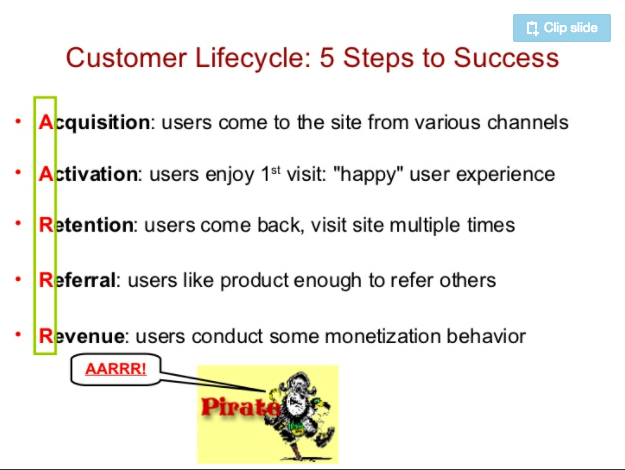 Clip slide
Customer Lifecycle: 5 Steps to Success
• Acquisition: users come to the site from various channels
• Activation: users enjoy 1st visit: "happy" user experience
• Retention: users come back, visit site multiple times
• Referral: users like product enough to refer others
• Revenue: users conduct some monetization behavior
AARRR!
Pirate